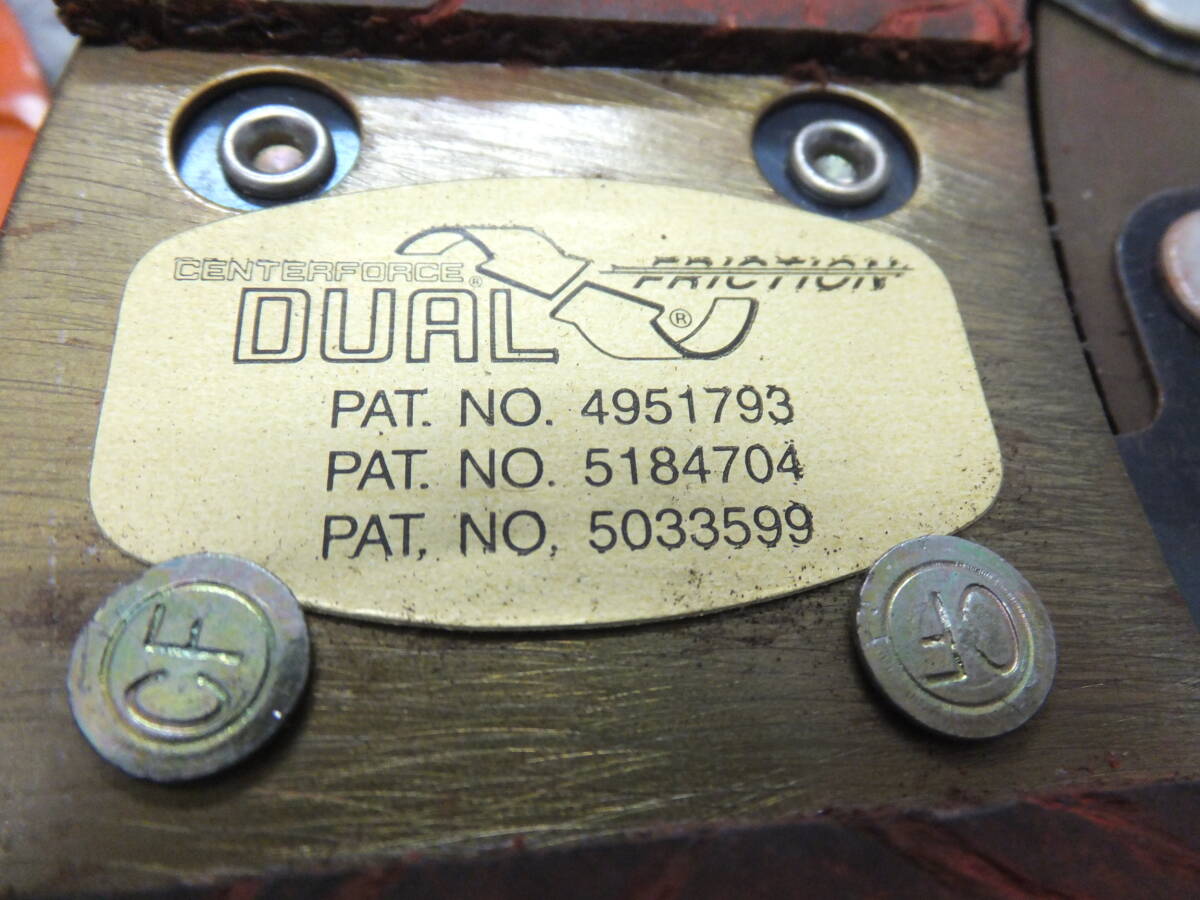 CENTERFORCE® FRICTION
DUAL ®
PAT. NO. 4951793
PAT. NO. 5184704
PAT. NO. 5033599
CF
CF